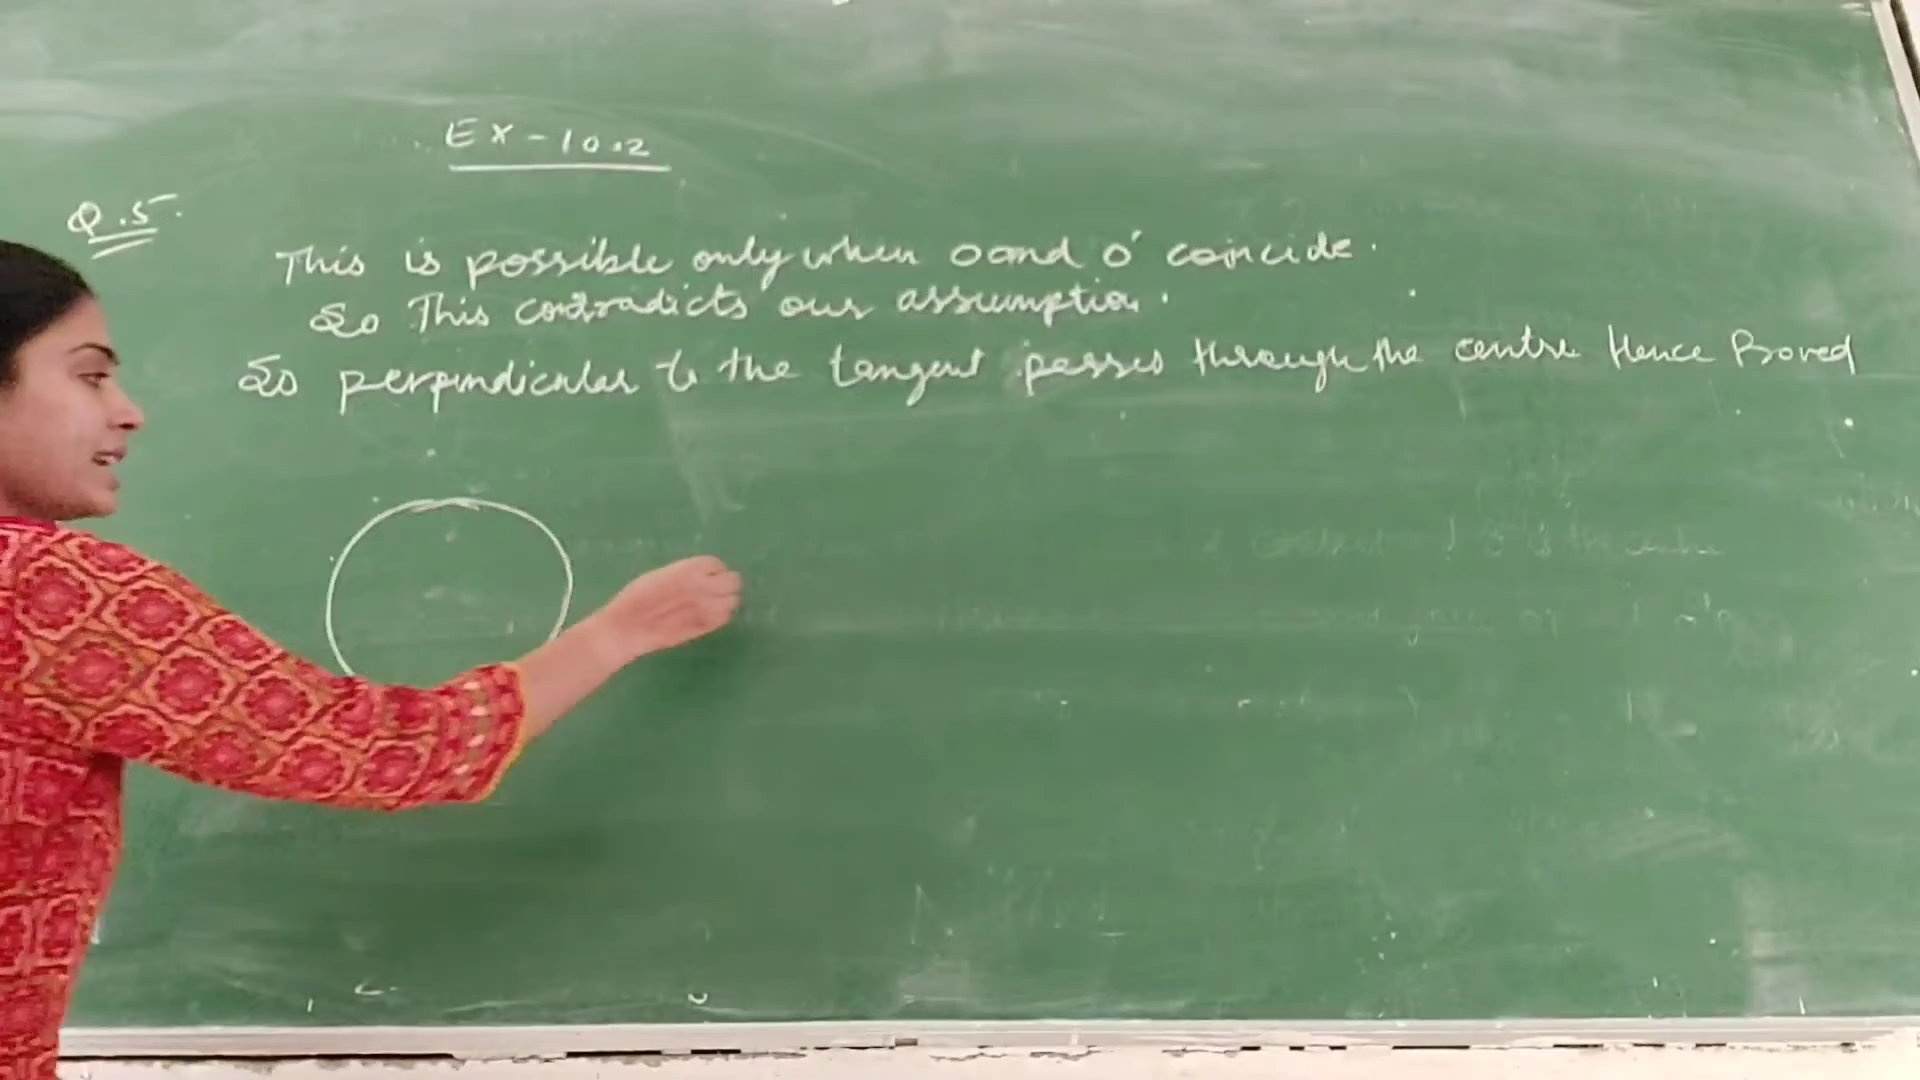 Ex-10.2
Q.5.
This is possible only when O and O' coincide.
So This contradicts our assumption.
So perpendicular to the tangent passes through the centre Hence Proved